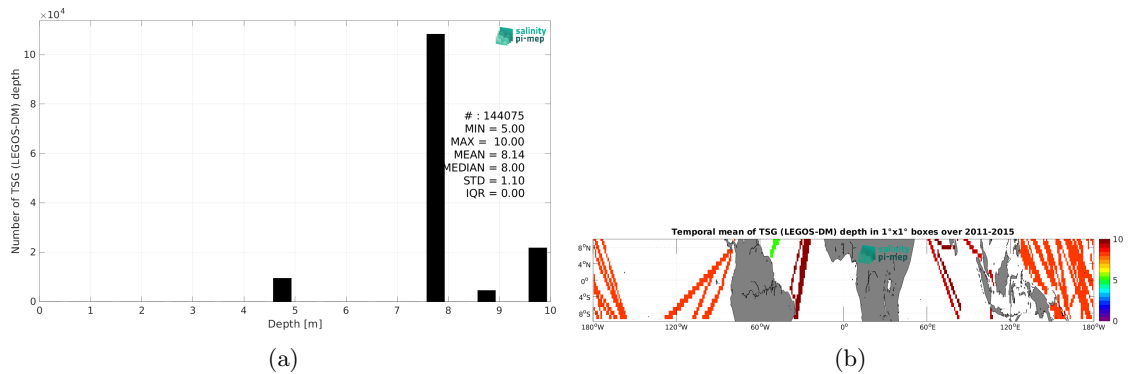 ×10⁴
salinity
pi-mep
10
8
6
4
2
0
Number of TSG (LEGOS-DM) depth
# : 144075
MIN = 5.00
MAX = 10.00
MEAN = 8.14
MEDIAN = 8.00
STD = 1.10
IQR = 0.00
0 1 2 3 4 5 6 7 8 9 10
Depth [m]
(a)
Temporal mean of TSG (LEGOS-DM) depth in 1°x1° boxes over 2011-2015
salinity
pi-mep
8°N
4°N
0°
4°S
8°S
180°W 120°W 60°W 0° 60°E 120°E 180°W
10
5
0
(b)